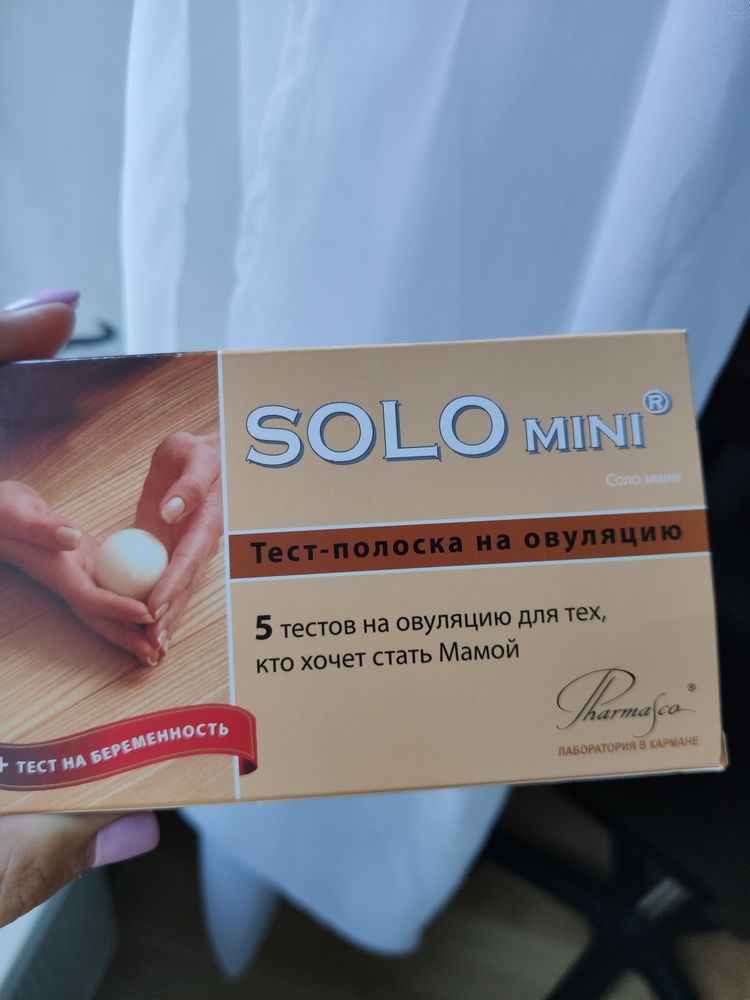 SOLO MINI®
Соло мини
Тест-полоска на овуляцию
5 тестов на овуляцию для тех,
кто хочет стать Мамой
+ ТЕСТ НА БЕРЕМЕННОСТЬ
Pharmasco®
ЛАБОРАТОРИЯ В КАРМАНЕ